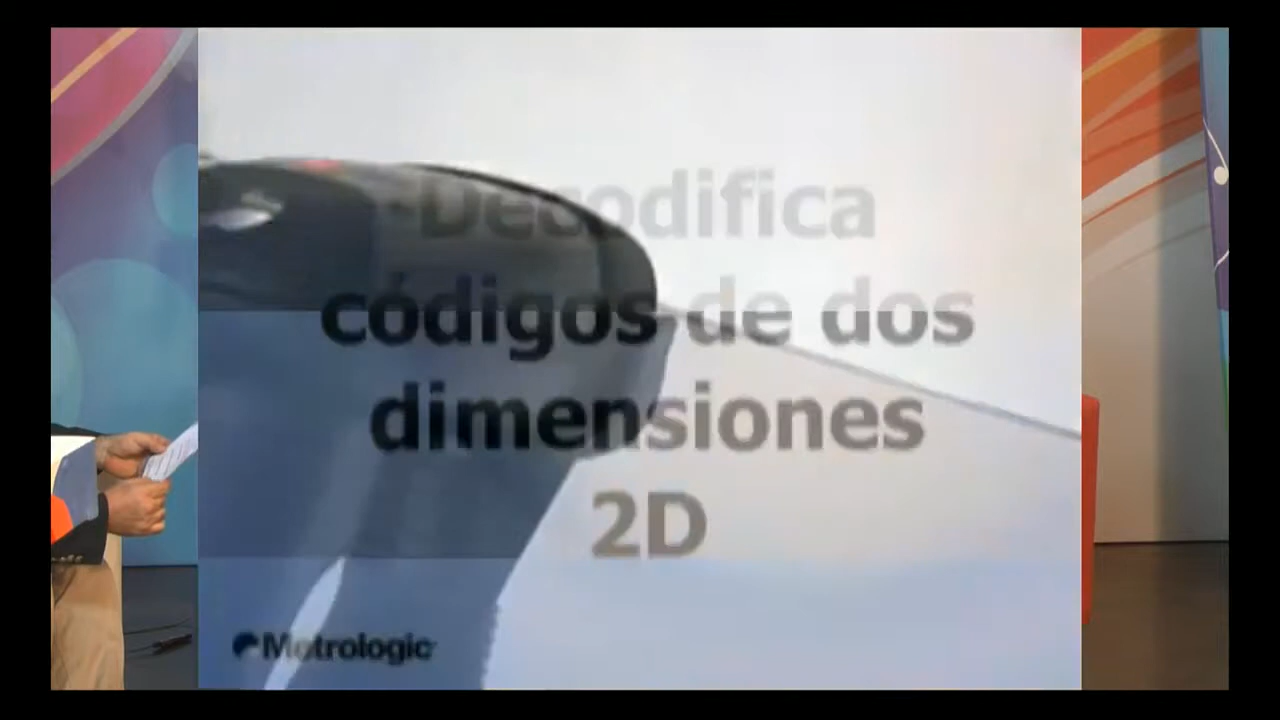 Decodifica
códigos de dos
dimensiones
2D
Metrologic